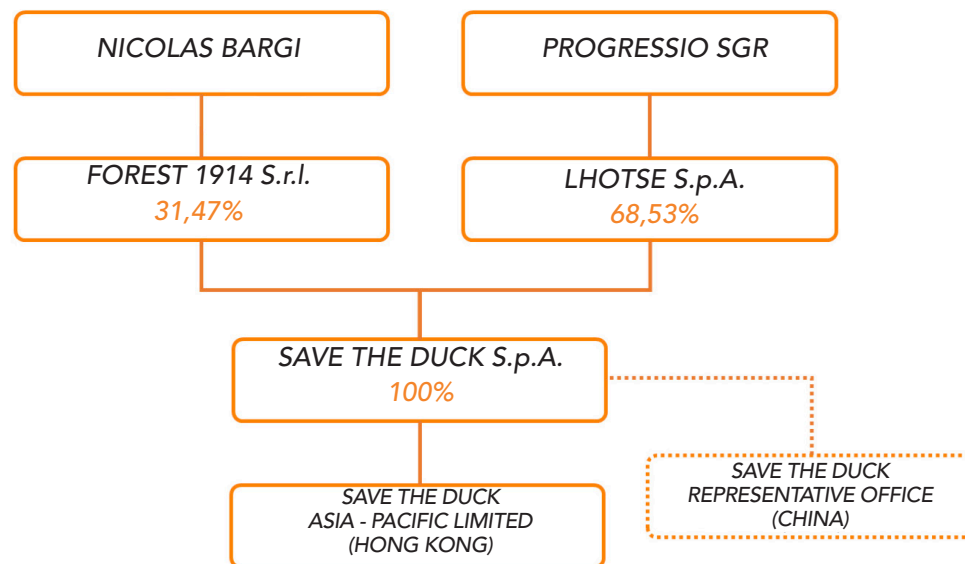 NICOLAS BARGI
PROGRESSIO SGR
FOREST 1914 S.r.l.
31,47%
LHOTSE S.p.A.
68,53%
SAVE THE DUCK S.p.A.
100%
SAVE THE DUCK
ASIA - PACIFIC LIMITED
(HONG KONG)
SAVE THE DUCK
REPRESENTATIVE OFFICE
(CHINA)